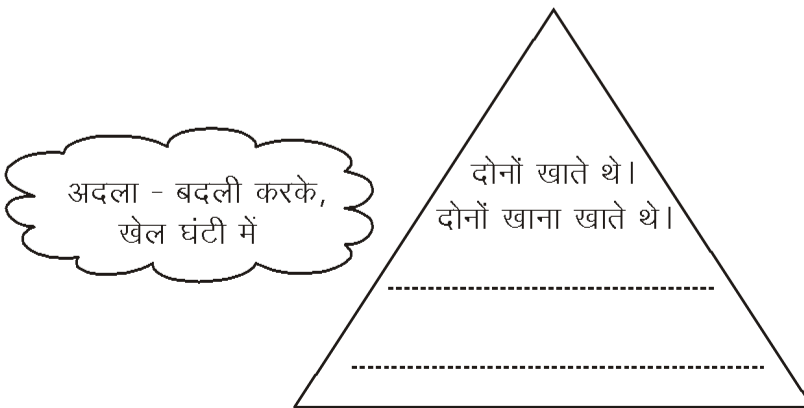 अदला - बदली करके,
खेल घंटी में
दोनों खाते थे।
दोनों खाना खाते थे।